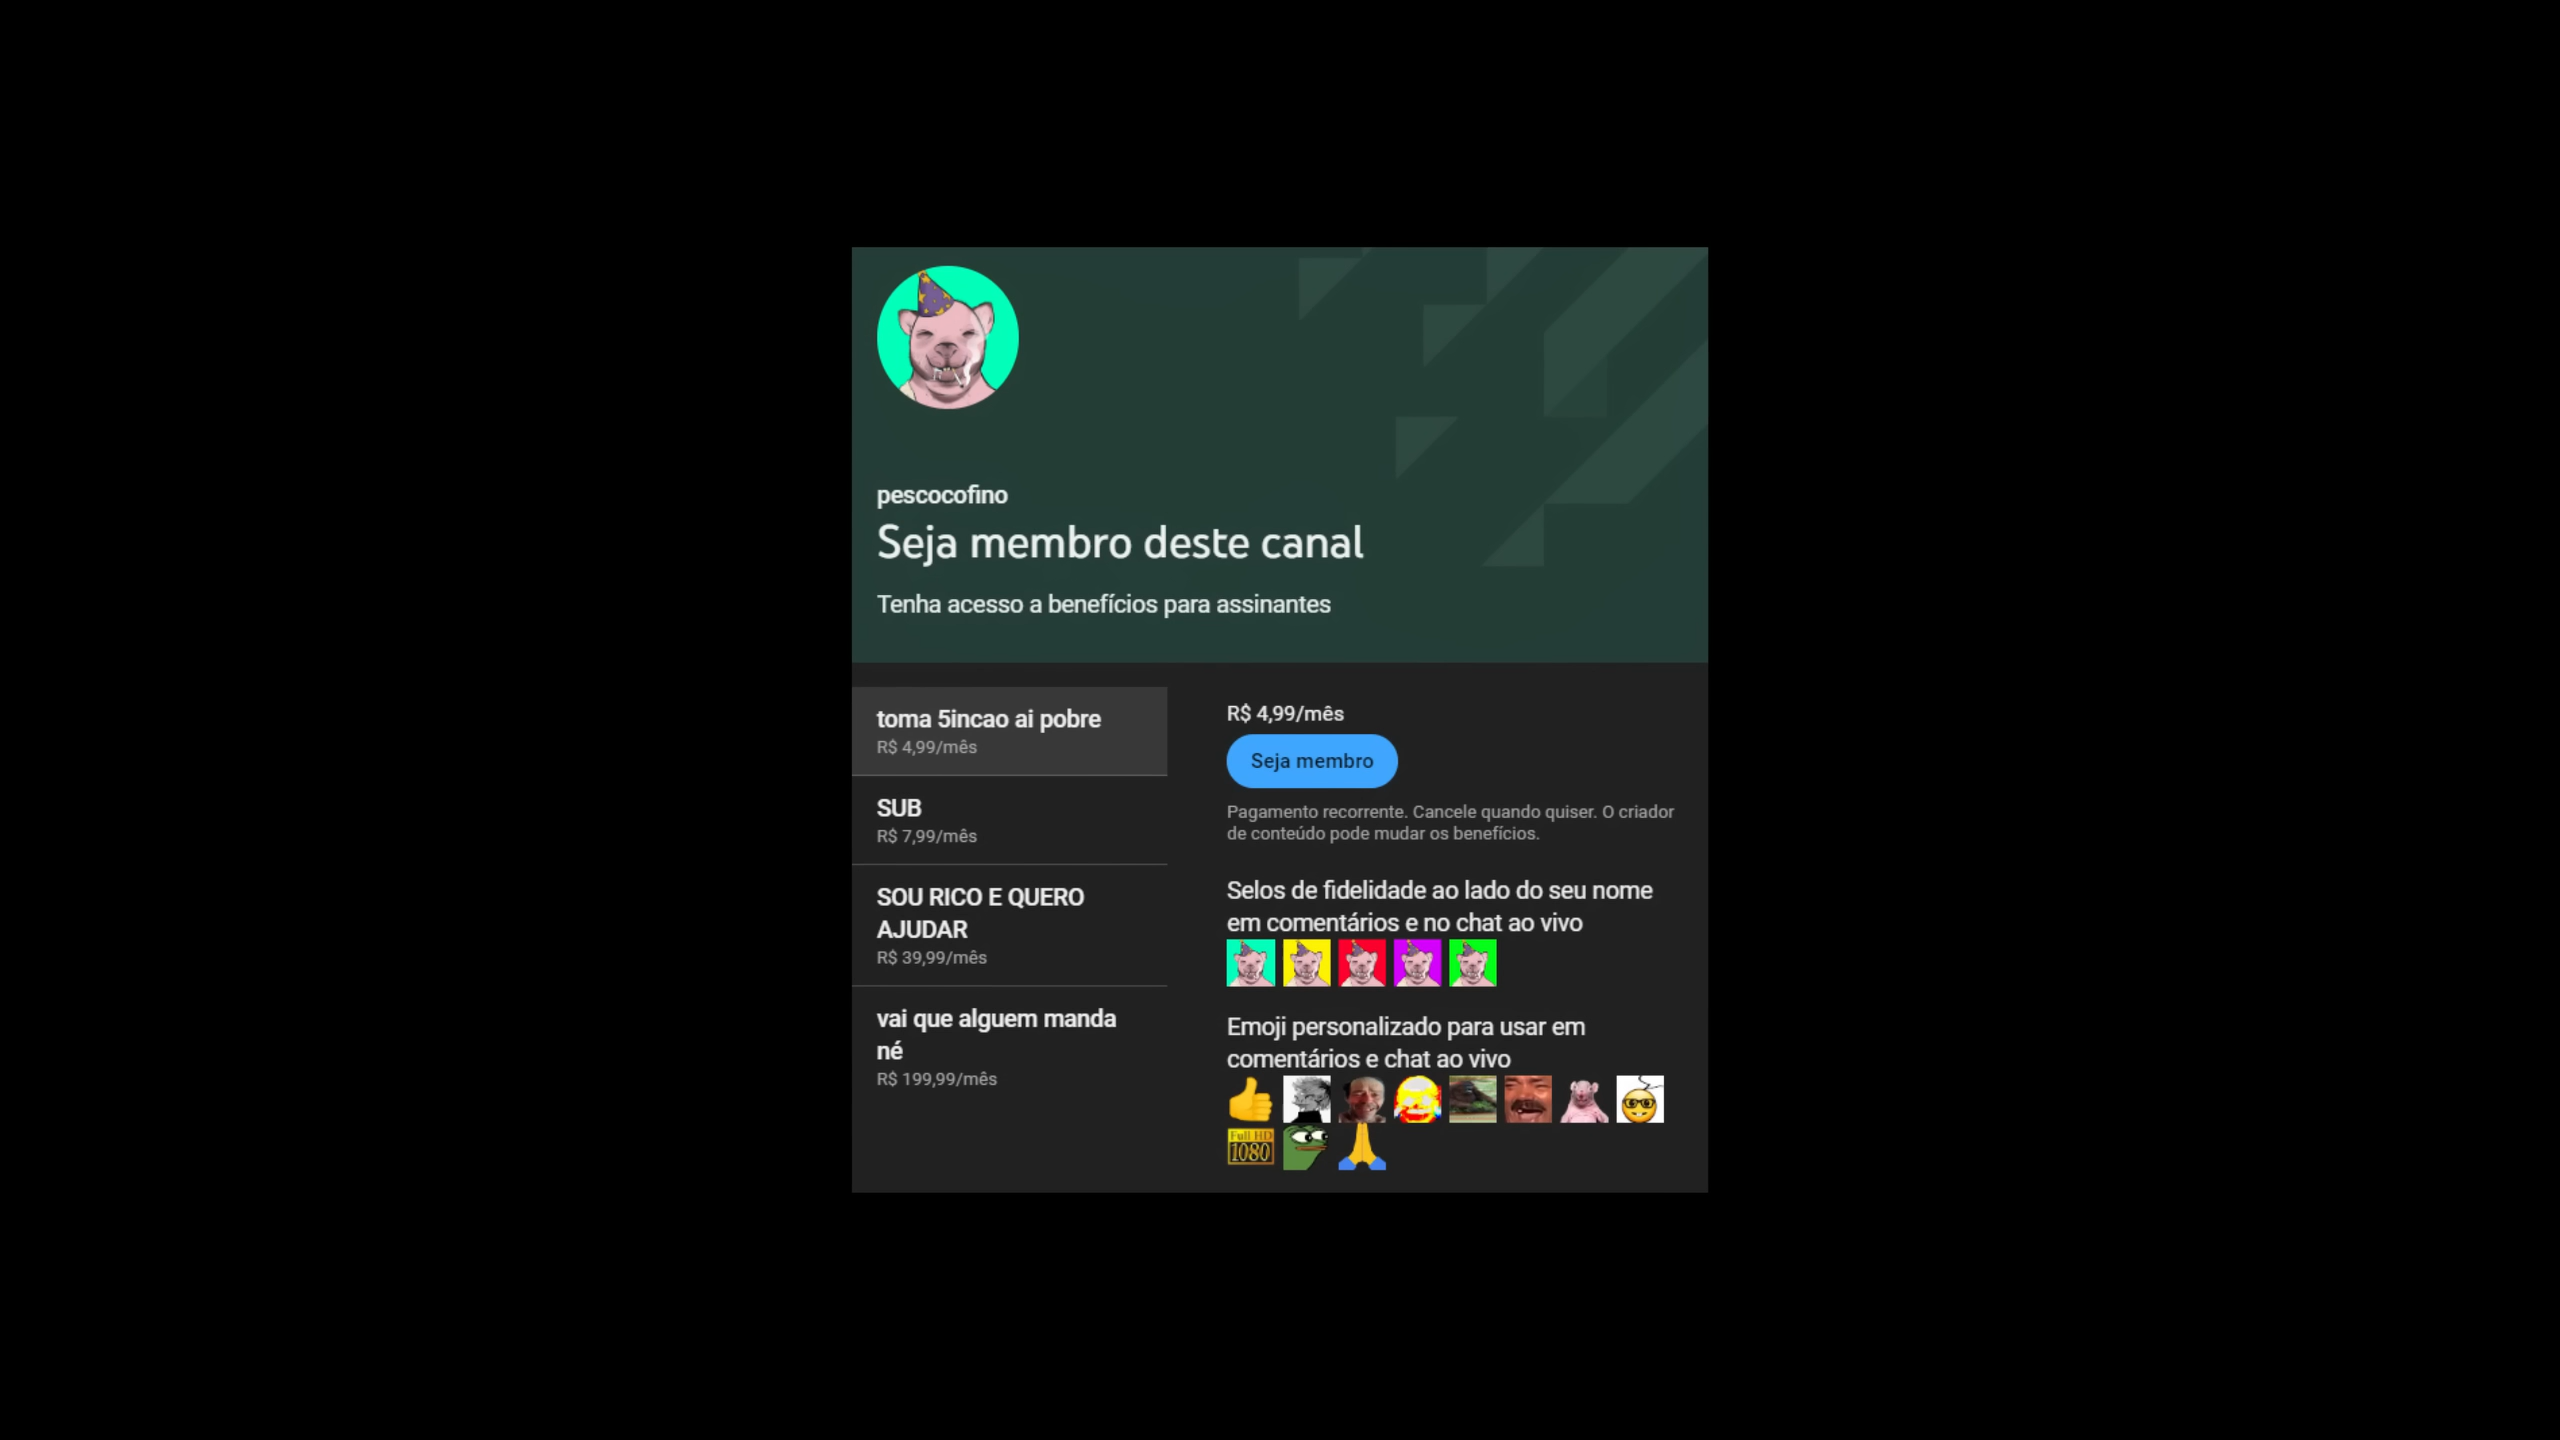 pescocofino
Seja membro deste canal
Tenha acesso a benefícios para assinantes
toma 5incao ai pobre
R$ 4,99/mês
SUB
R$ 7,99/mês
SOU RICO E QUERO
AJUDAR
R$ 39,99/mês
vai que alguem manda
né
R$ 199,99/mês
R$ 4,99/mês
Seja membro
Pagamento recorrente. Cancele quando quiser. O criador
de conteúdo pode mudar os benefícios.
Selos de fidelidade ao lado do seu nome
em comentários e no chat ao vivo
Emoji personalizado para usar em
comentários e chat ao vivo
Full HD
1080